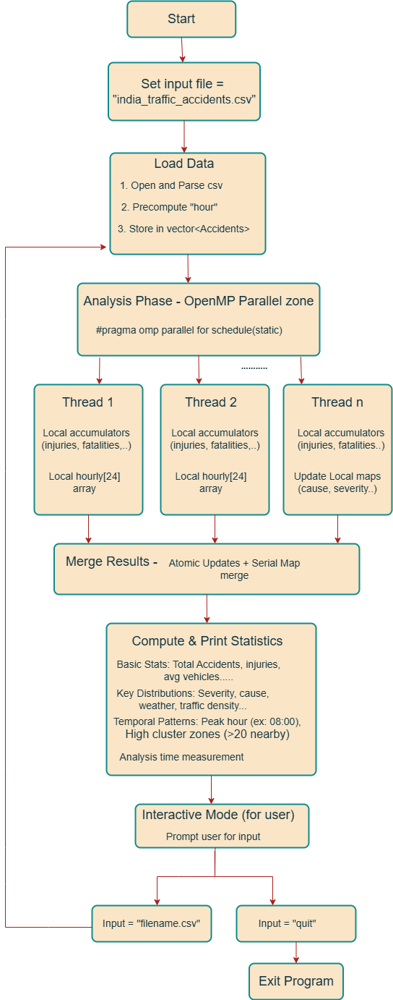 Start
Set input file =
"india_traffic_accidents.csv"
Load Data
1. Open and Parse csv
2. Precompute "hour"
3. Store in vector<Accidents>
Analysis Phase - OpenMP Parallel zone
#pragma omp parallel for schedule(static)
...........
Thread 1
Local accumulators
(injuries, fatalities,..)
Local hourly[24]
array
Thread 2
Local accumulators
(injuries, fatalities,..)
Local hourly[24]
array
Thread n
Local accumulators
(injuries, fatalities..)
Update Local maps
(cause, severity..)
Merge Results - Atomic Updates + Serial Map
merge
Compute & Print Statistics
Basic Stats: Total Accidents, injuries,
avg vehicles.....
Key Distributions: Severity, cause,
weather, traffic density...
Temporal Patterns: Peak hour (ex: 08:00),
High cluster zones (>20 nearby)
Analysis time measurement
Interactive Mode (for user)
Prompt user for input
Input = "filename.csv"
Input = "quit"
Exit Program